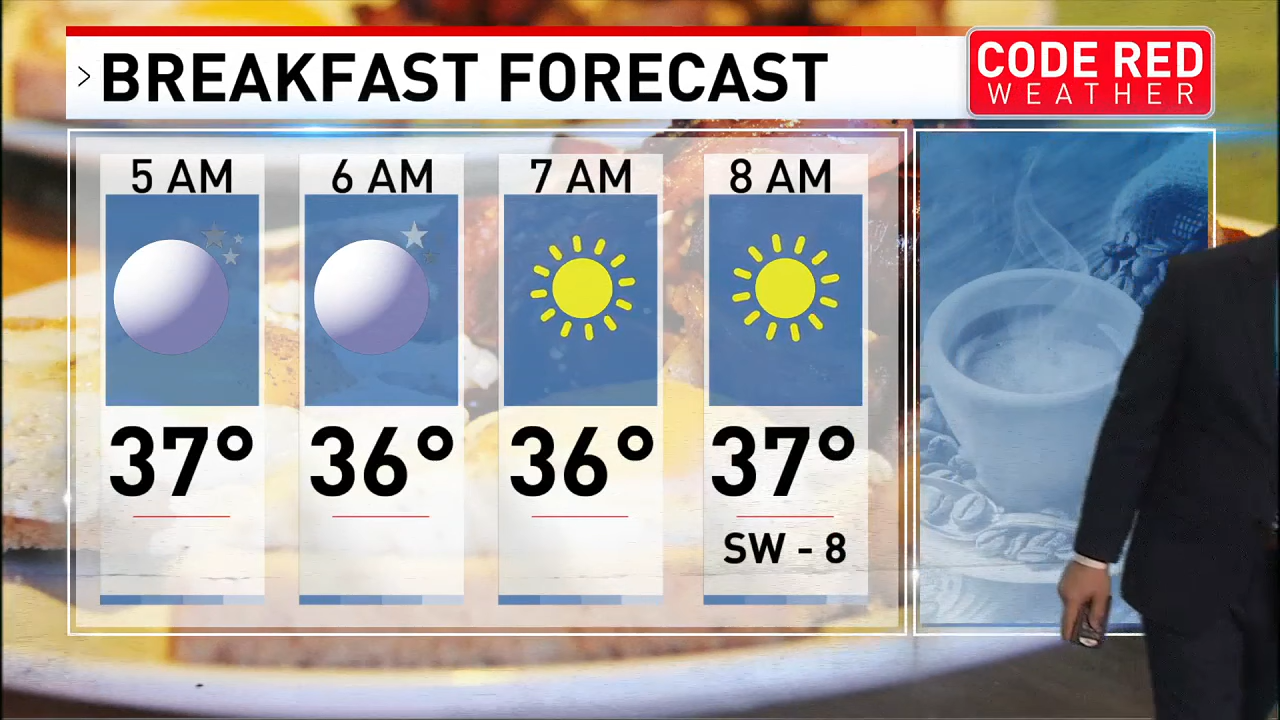 > BREAKFAST FORECAST
CODE RED
WEATHER
5 AM
6 AM
7 AM
8 AM
37°
36°
36°
37°
SW - 8